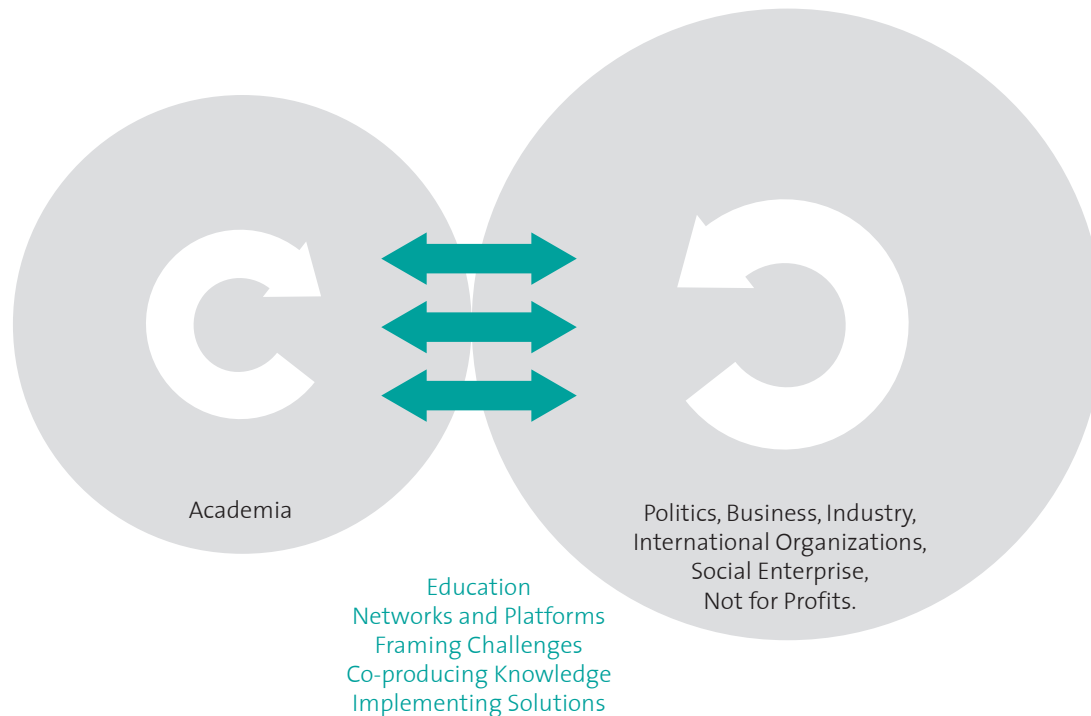 Academia
Politics, Business, Industry,
International Organizations,
Social Enterprise,
Not for Profits.
Education
Networks and Platforms
Framing Challenges
Co-producing Knowledge
Implementing Solutions